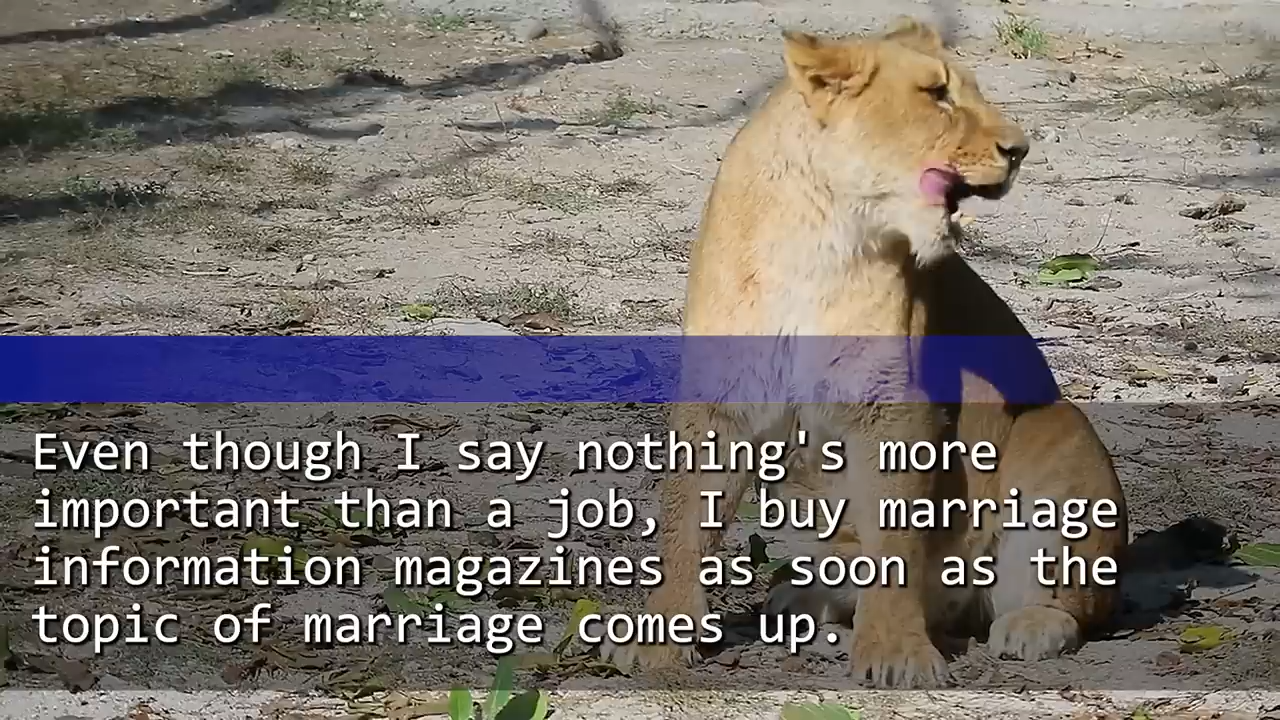 Even though I say nothing's more
important than a job, I buy marriage
information magazines as soon as the
topic of marriage comes up.